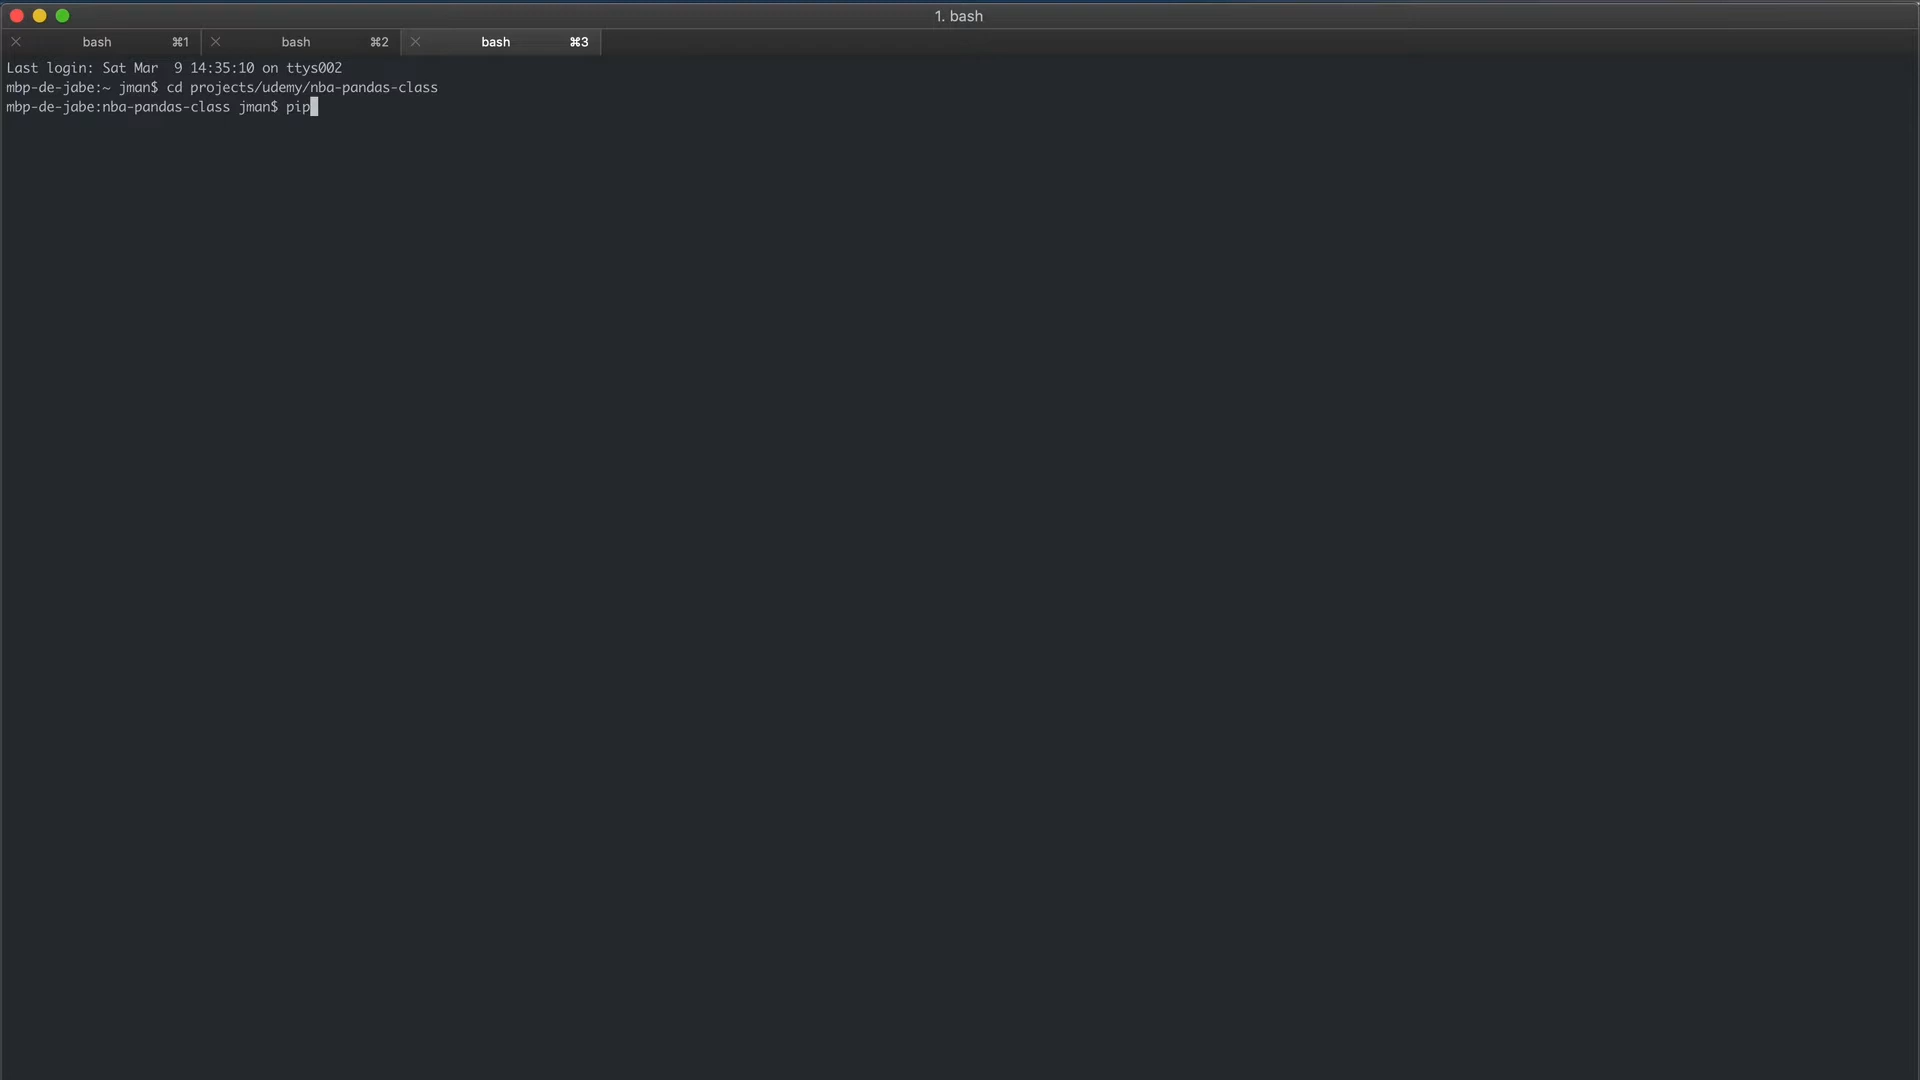 1. bash
bash ⌘1 bash ⌘2 bash ⌘3
Last login: Sat Mar  9 14:35:10 on ttys002
mbp-de-jabe:~ jman$ cd projects/udemy/nba-pandas-class
mbp-de-jabe:nba-pandas-class jman$ pip